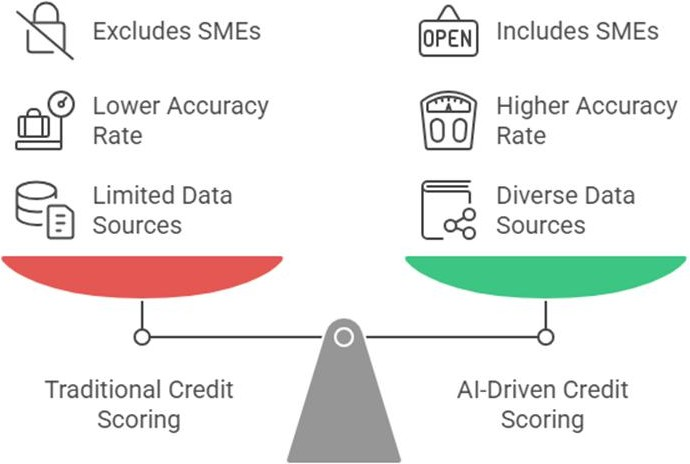 Excludes SMEs
Lower Accuracy
Rate
Limited Data
Sources
Traditional Credit
Scoring
OPEN
Includes SMEs
Higher Accuracy
Rate
Diverse Data
Sources
AI-Driven Credit
Scoring